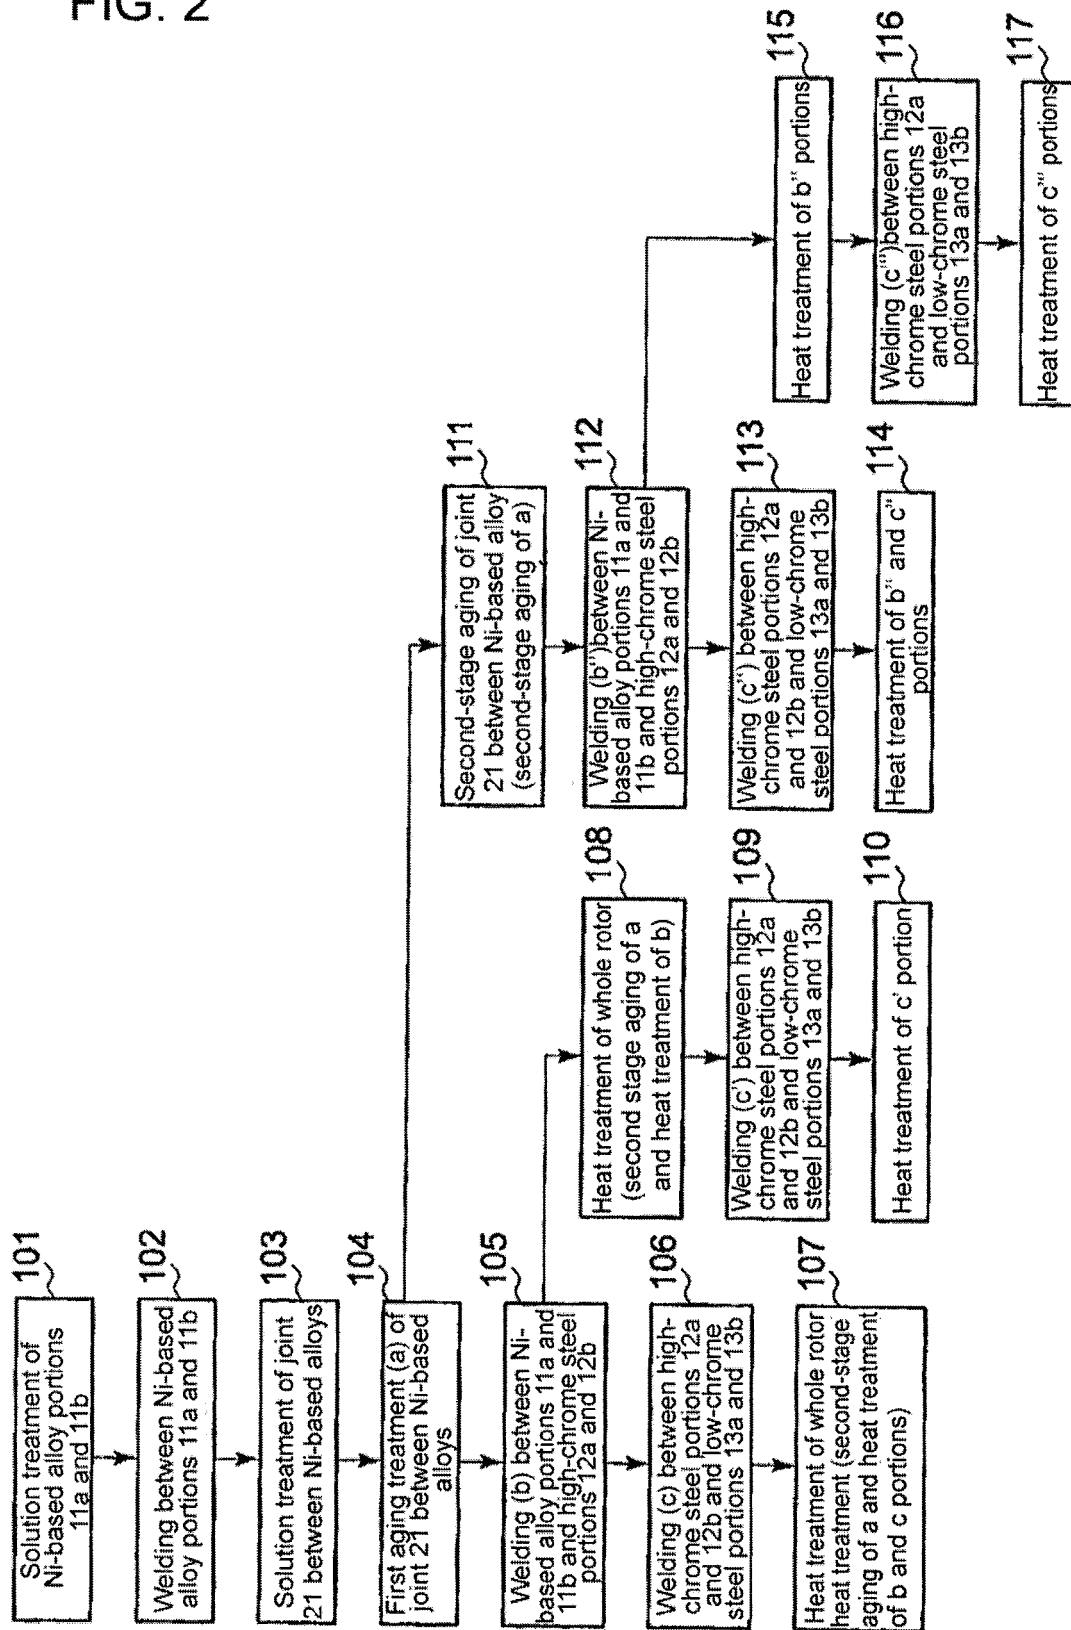 FIG. 2
101
Solution treatment of
Ni-based alloy portions
11a and 11b
102
Welding between Ni-based
alloy portions 11a and 11b
103
Solution treatment of joint
21 between Ni-based alloys
104
First aging treatment (a) of
joint 21 between Ni-based
alloys
105
Welding (b) between Ni-
based alloy portions 11a and
11b and high-chrome steel
portions 12a and 12b
106
Welding (c) between high-
chrome steel portions 12a
and 12b and low-chrome
steel portions 13a and 13b
107
Heat treatment of whole rotor
heat treatment (second-stage
aging of a and heat treatment
of b and c portions)
108
Heat treatment of whole rotor
(second stage aging of a
and heat treatment of b)
109
Welding (c') between high-
chrome steel portions 12a
and 12b and low-chrome
steel portions 13a and 13b
110
Heat treatment of c' portion
111
Second-stage aging of joint
21 between Ni-based alloy
(second-stage aging of a)
112
Welding (b'')between Ni-
based alloy portions 11a and
11b and high-chrome steel
portions 12a and 12b
113
Welding (c'') between high-
chrome steel portions 12a
and 12b and low-chrome
steel portions 13a and 13b
114
Heat treatment of b'' and c''
portions
115
Heat treatment of b'' portions
116
Welding (c''')between high-
chrome steel portions 12a
and low-chrome steel
portions 13a and 13b
117
Heat treatment of c''' portions